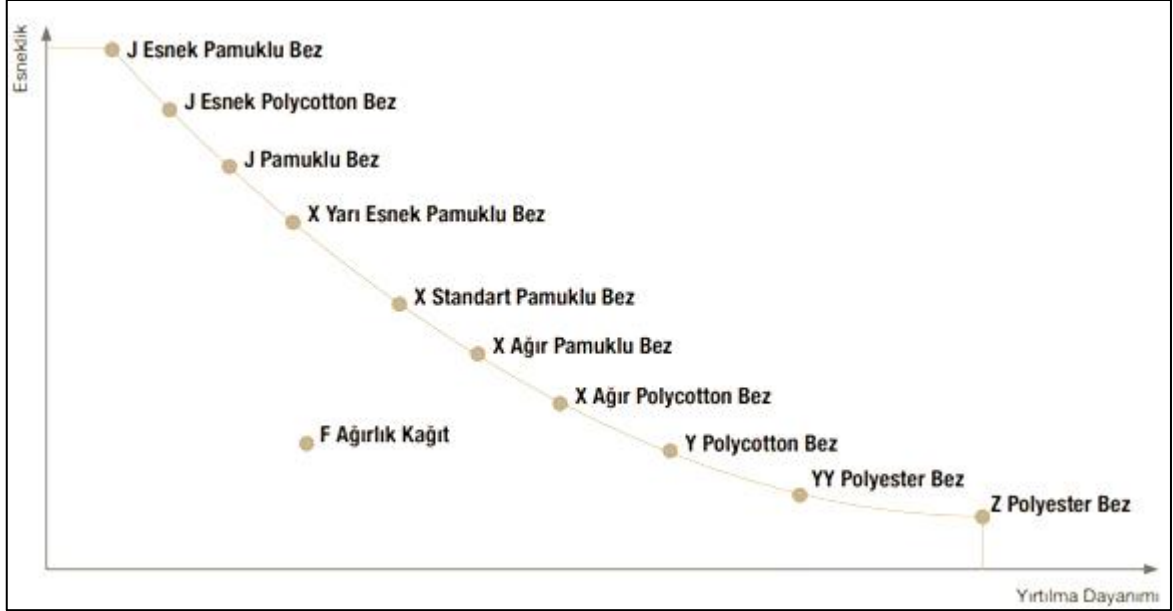 Esneklik
J Esnek Pamuklu Bez
J Esnek Polycotton Bez
J Pamuklu Bez
X Yarı Esnek Pamuklu Bez
X Standart Pamuklu Bez
X Ağır Pamuklu Bez
X Ağır Polycotton Bez
F Ağırlık Kağıt
Y Polycotton Bez
YY Polyester Bez
Z Polyester Bez
Yırtılma Dayanımı